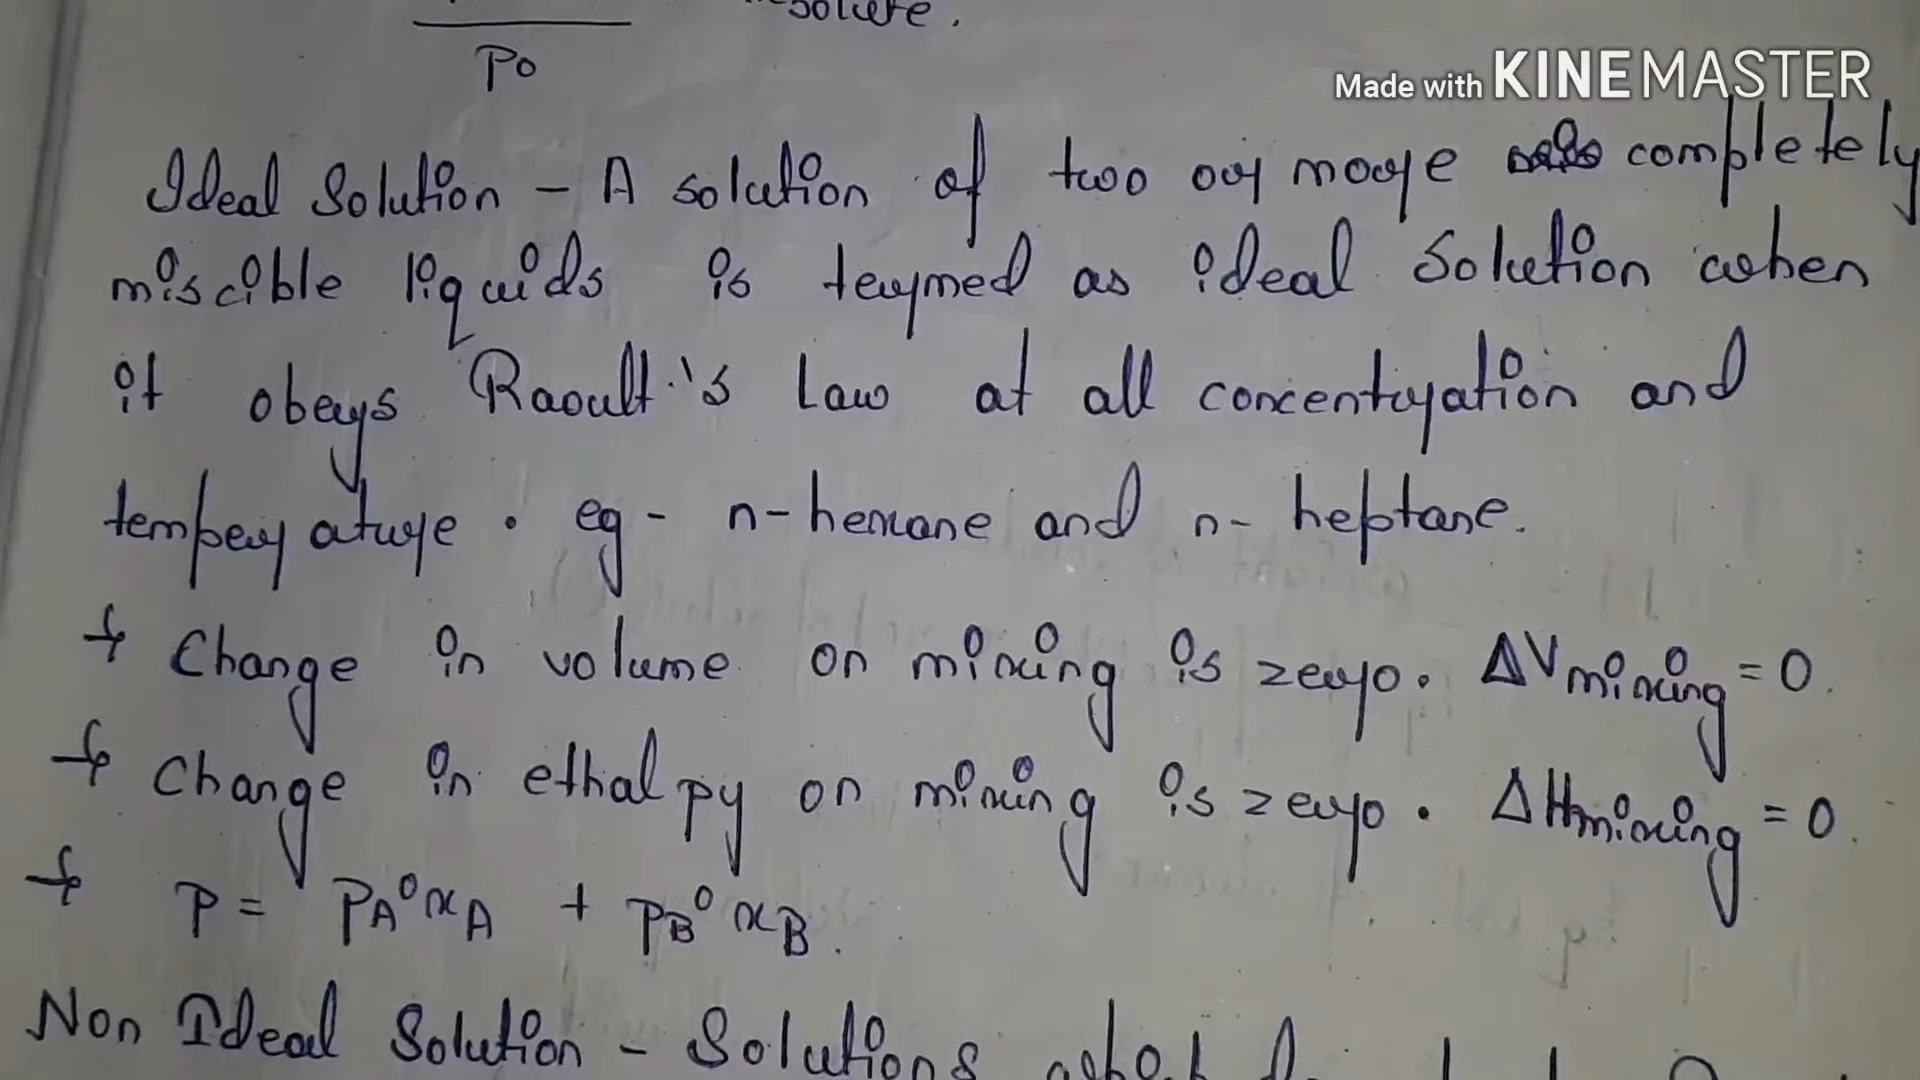 solute.
Po
Made with KINEMASTER
Ideal Solution - A solution of two or more completely
miscible liquids is termed as ideal Solution when
it obeys Raoult's Law at all concentration and
temperature. eg- n-hexane and n-heptane.
Change in volume on mixing is zero. ΔVmixing = 0.
Change in ethalpy on mixing is zero. ΔHmixing = 0.
P = PA°xA + PB°xB.
Non Ideal Solution - Solutions